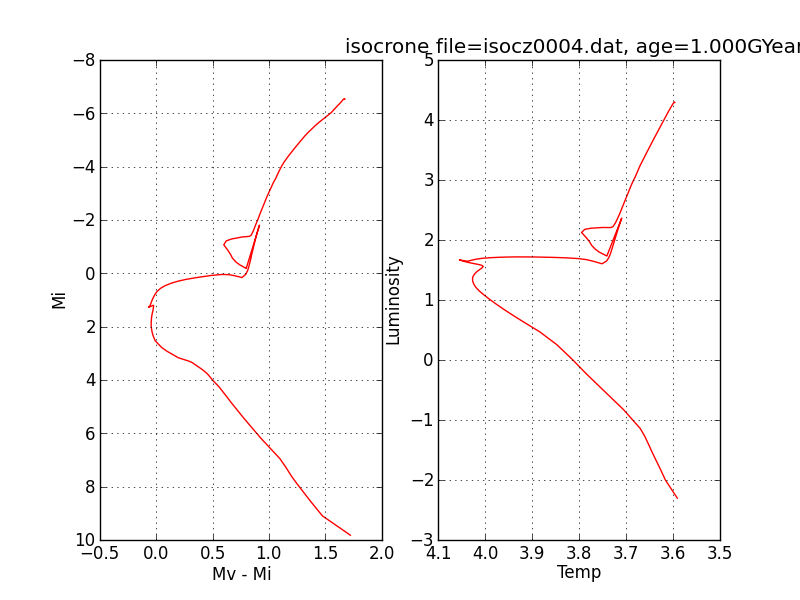 isocrone file=isocz0004.dat, age=1.000GYear
−8
−6
−4
−2
0
2
4
6
8
10
Mi
−0.5 0.0 0.5 1.0 1.5 2.0
Mv - Mi
5
4
3
2
1
0
−1
−2
−3
Luminosity
4.1 4.0 3.9 3.8 3.7 3.6 3.5
Temp